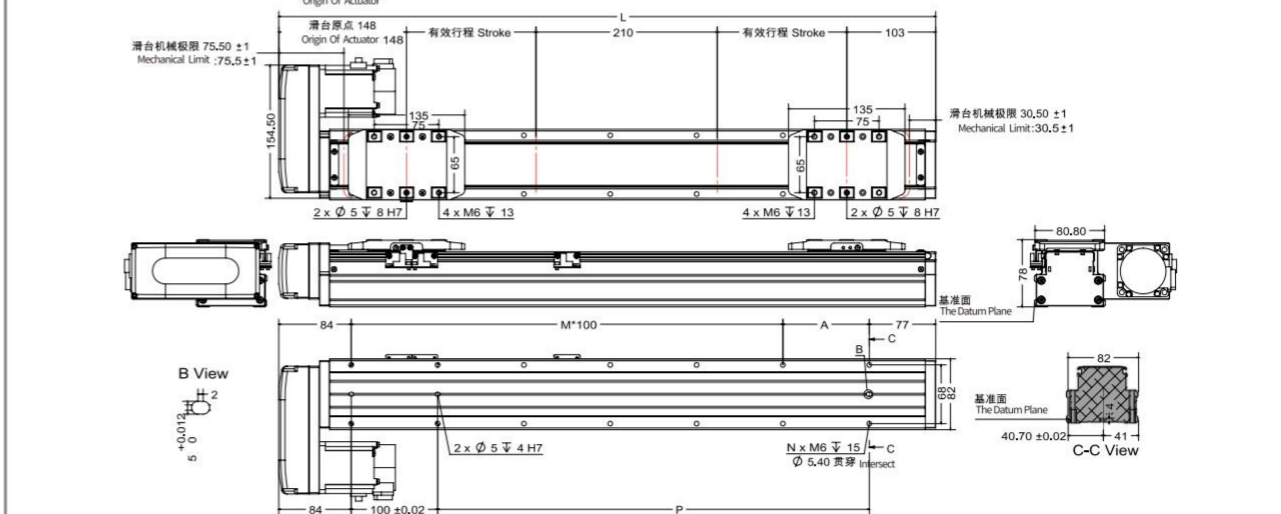 Origin Of Actuator
L
滑台原点 148
Origin Of Actuator 148
有效行程 Stroke
210
有效行程 Stroke
103
滑台机械极限 75.50 ±1
Mechanical Limit :75.5±1
154.50
135
75
65
135
75
65
滑台机械极限 30.50 ±1
Mechanical Limit:30.5±1
2 x Ø 5 ↧ 8 H7
4 x M6 ↧ 13
4 x M6 ↧ 13
2 x Ø 5 ↧ 8 H7
80.80
78
基准面
The Datum Plane
84
M*100
A
77
C
B
B View
2
5 +0.012 0
68
82
82
基准面
The Datum Plane
4
40.70 ±0.02
41
C-C View
2 x Ø 5 ↧ 4 H7
N x M6 ↧ 15
C
Ø 5.40 贯穿 Intersect
84
100 ±0.02
P